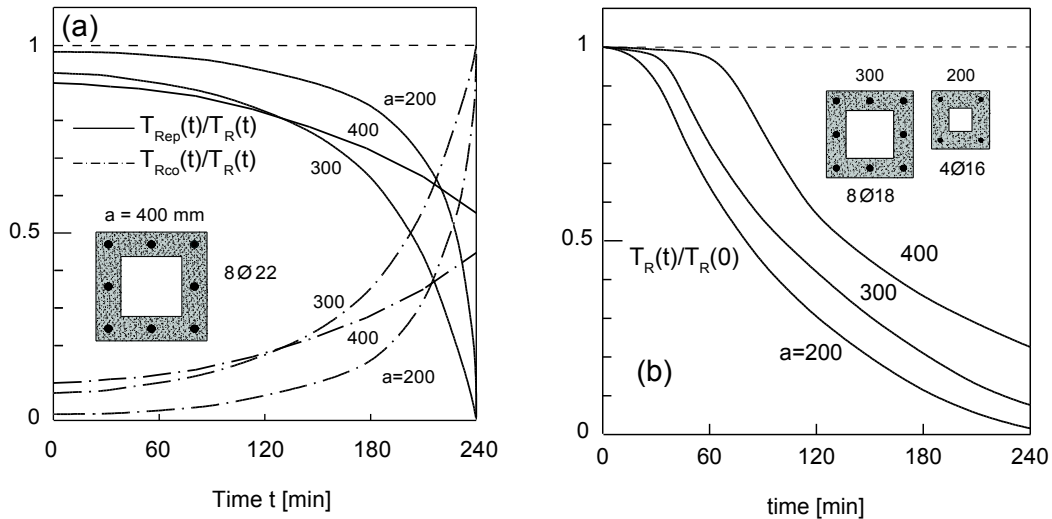 (a)
1
a=200
400
300
T_Rep(t)/T_R(t)
T_Rco(t)/T_R(t)
a = 400 mm
8 Ø 22
0.5
300
400
a=200
0
0 60 120 180 240
Time t [min]
1
300 200
8 Ø18 4Ø16
0.5
T_R(t)/T_R(0)
400
300
a=200
(b)
0
0 60 120 180 240
time [min]